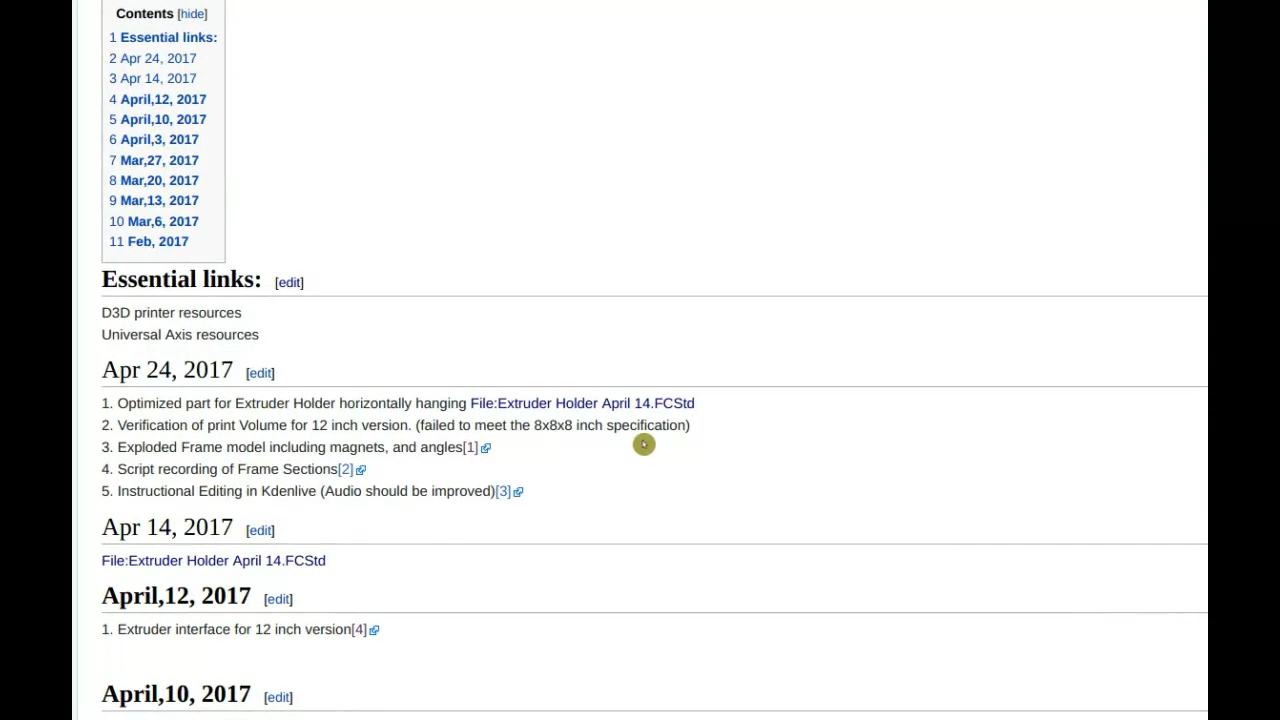 Contents [hide]
1 Essential links:
2 Apr 24, 2017
3 Apr 14, 2017
4 April,12, 2017
5 April,10, 2017
6 April,3, 2017
7 Mar,27, 2017
8 Mar,20, 2017
9 Mar,13, 2017
10 Mar,6, 2017
11 Feb, 2017
Essential links: [edit]
D3D printer resources
Universal Axis resources
Apr 24, 2017 [edit]
1. Optimized part for Extruder Holder horizontally hanging File:Extruder Holder April 14.FCStd
2. Verification of print Volume for 12 inch version. (failed to meet the 8x8x8 inch specification)
3. Exploded Frame model including magnets, and angles[1]
4. Script recording of Frame Sections[2]
5. Instructional Editing in Kdenlive (Audio should be improved)[3]
Apr 14, 2017 [edit]
File:Extruder Holder April 14.FCStd
April,12, 2017 [edit]
1. Extruder interface for 12 inch version[4]
April,10, 2017 [edit]